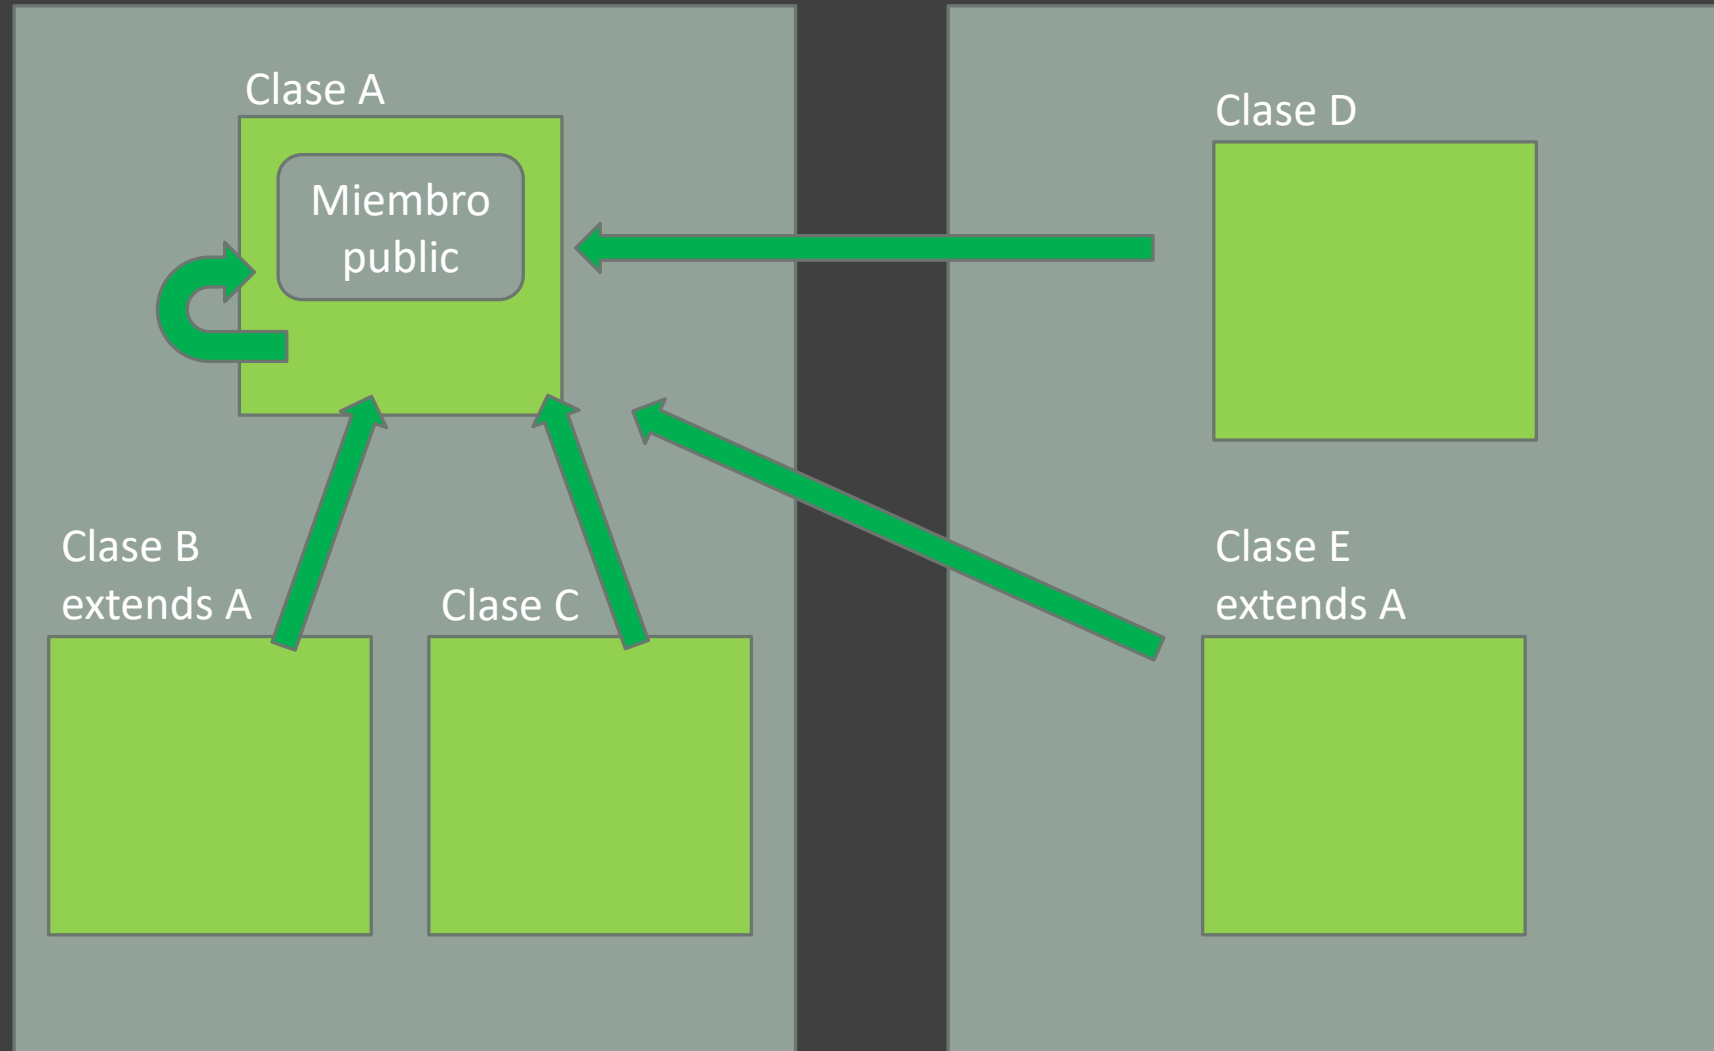 Clase A
Miembro
public
Clase D
Clase B
extends A
Clase C
Clase E
extends A